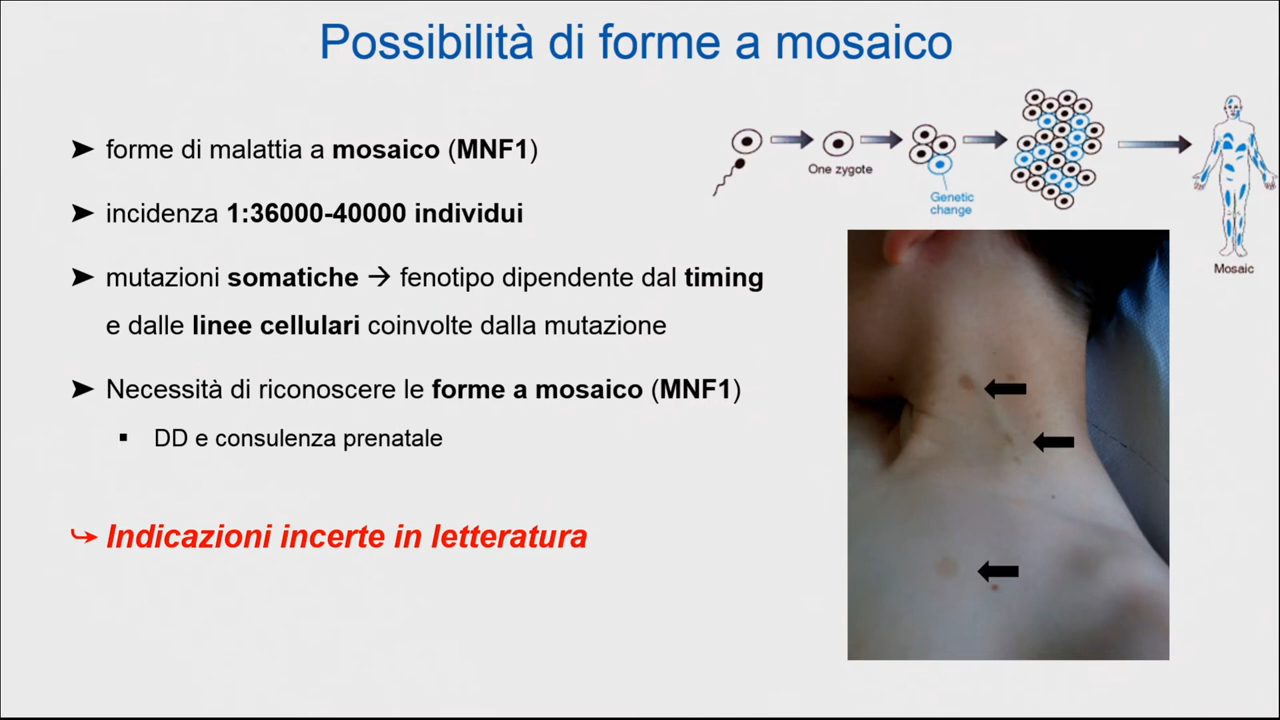 Possibilità di forme a mosaico
➤ forme di malattia a mosaico (MNF1)
➤ incidenza 1:36000-40000 individui
➤ mutazioni somatiche → fenotipo dipendente dal timing
e dalle linee cellulari coinvolte dalla mutazione
➤ Necessità di riconoscere le forme a mosaico (MNF1)
▪ DD e consulenza prenatale
↪ Indicazioni incerte in letteratura
One zygote
Genetic
change
Mosaic